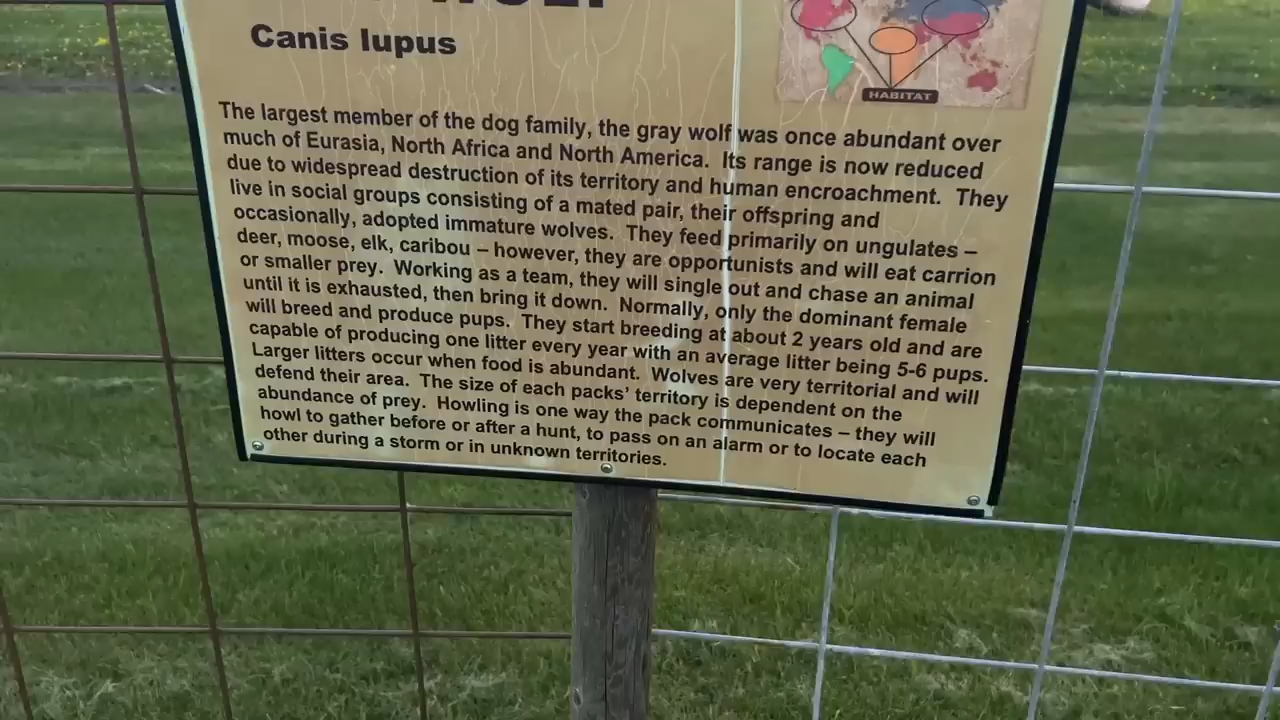 WOLF
Canis lupus
HABITAT
The largest member of the dog family, the gray wolf was once abundant over
much of Eurasia, North Africa and North America. Its range is now reduced
due to widespread destruction of its territory and human encroachment. They
live in social groups consisting of a mated pair, their offspring and
occasionally, adopted immature wolves. They feed primarily on ungulates –
deer, moose, elk, caribou – however, they are opportunists and will eat carrion
or smaller prey. Working as a team, they will single out and chase an animal
until it is exhausted, then bring it down. Normally, only the dominant female
will breed and produce pups. They start breeding at about 2 years old and are
capable of producing one litter every year with an average litter being 5-6 pups.
Larger litters occur when food is abundant. Wolves are very territorial and will
defend their area. The size of each packs' territory is dependent on the
abundance of prey. Howling is one way the pack communicates – they will
howl to gather before or after a hunt, to pass on an alarm or to locate each
other during a storm or in unknown territories.